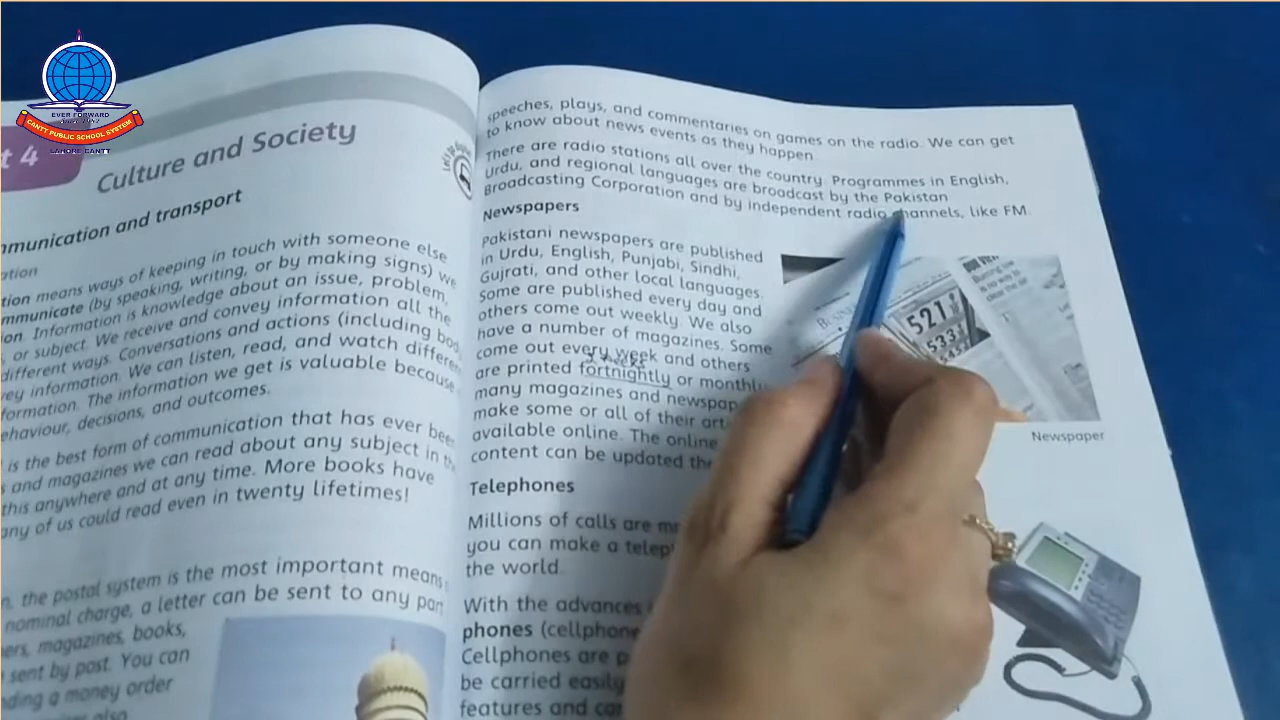 EVER FORWARD
CANTT PUBLIC SCHOOL SYSTEM
LAHORE CANTT
t 4
Culture and Society
mmunication and transport
ation
tion means ways of keeping in touch with someone else
mmunicate (by speaking, writing, or by making signs) we
on. Information is knowledge about an issue, problem,
, or subject. We receive and convey information all the
different ways. Conversations and actions (including bod
vey information. We can listen, read, and watch differen
formation. The information we get is valuable because
ehaviour, decisions, and outcomes.
is the best form of communication that has ever bee
s and magazines we can read about any subject in th
this anywhere and at any time. More books have
any of us could read even in twenty lifetimes!
n, the postal system is the most important means
nominal charge, a letter can be sent to any part
ers, magazines, books,
sent by post. You can
nding a money order
also
speeches, plays, and commentaries on games on the radio. We can get
to know about news events as they happen
There are radio stations all over the country. Programmes in English,
Urdu, and regional languages are broadcast by the Pakistan
Broadcasting Corporation and by independent radio channels, like FM.
Newspapers
Pakistani newspapers are published
in Urdu, English, Punjabi, Sindhi,
Gujrati, and other local languages.
Some are published every day and
others come out weekly. We also
have a number of magazines. Some
come out every week and others
2 weeks
are printed fortnightly or monthly
many magazines and newspap
make some or all of their art
available online. The online
content can be updated th
521
533
Newspaper
Telephones
Millions of calls are m
you can make a telep
the world.
With the advances
phones (cellphone
Cellphones are p
be carried easily
features and ca